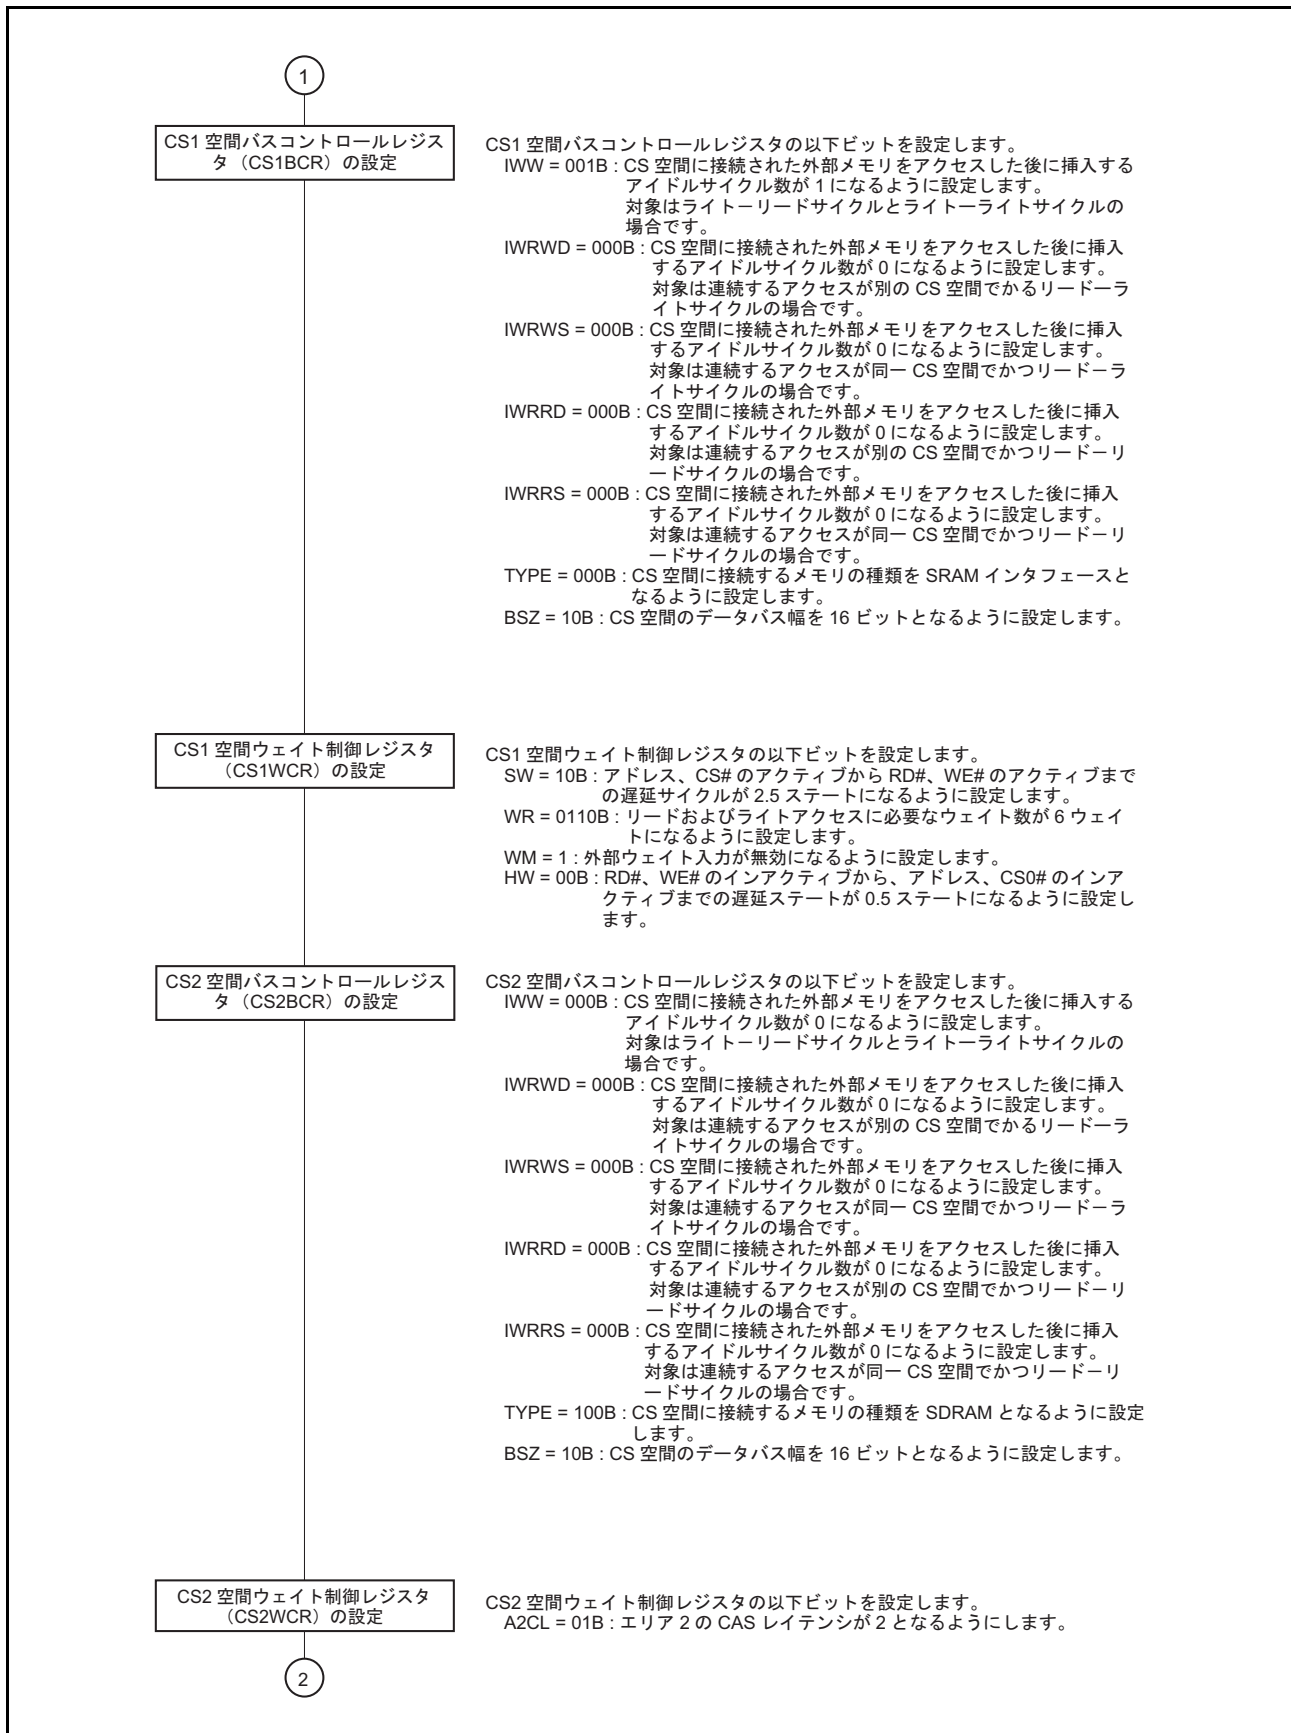 1
CS1 空間バスコントロールレジス
タ（CS1BCR）の設定
CS1 空間バスコントロールレジスタの以下ビットを設定します。
IWW = 001B : CS 空間に接続された外部メモリをアクセスした後に挿入する
アイドルサイクル数が 1 になるように設定します。
対象はライト－リードサイクルとライト－ライトサイクルの
場合です。
IWRWD = 000B : CS 空間に接続された外部メモリをアクセスした後に挿入
するアイドルサイクル数が 0 になるように設定します。
対象は連続するアクセスが別の CS 空間でかるリード－ラ
イトサイクルの場合です。
IWRWS = 000B : CS 空間に接続された外部メモリをアクセスした後に挿入
するアイドルサイクル数が 0 になるように設定します。
対象は連続するアクセスが同一 CS 空間でかつリード－ラ
イトサイクルの場合です。
IWRRD = 000B : CS 空間に接続された外部メモリをアクセスした後に挿入
するアイドルサイクル数が 0 になるように設定します。
対象は連続するアクセスが別の CS 空間でかつリード－リ
ードサイクルの場合です。
IWRRS = 000B : CS 空間に接続された外部メモリをアクセスした後に挿入
するアイドルサイクル数が 0 になるように設定します。
対象は連続するアクセスが同一 CS 空間でかつリード－リ
ードサイクルの場合です。
TYPE = 000B : CS 空間に接続するメモリの種類を SRAM インタフェースと
なるように設定します。
BSZ = 10B : CS 空間のデータバス幅を 16 ビットとなるように設定します。
CS1 空間ウェイト制御レジスタ
（CS1WCR）の設定
CS1 空間ウェイト制御レジスタの以下ビットを設定します。
SW = 10B : アドレス、CS# のアクティブから RD#、WE# のアクティブまで
の遅延サイクルが 2.5 ステートになるように設定します。
WR = 0110B : リードおよびライトアクセスに必要なウェイト数が 6 ウェイ
トになるように設定します。
WM = 1 : 外部ウェイト入力が無効になるように設定します。
HW = 00B : RD#、WE# のインアクティブから、アドレス、CS0# のインア
クティブまでの遅延ステートが 0.5 ステートになるように設定し
ます。
CS2 空間バスコントロールレジス
タ（CS2BCR）の設定
CS2 空間バスコントロールレジスタの以下ビットを設定します。
IWW = 000B : CS 空間に接続された外部メモリをアクセスした後に挿入する
アイドルサイクル数が 0 になるように設定します。
対象はライト－リードサイクルとライト－ライトサイクルの
場合です。
IWRWD = 000B : CS 空間に接続された外部メモリをアクセスした後に挿入
するアイドルサイクル数が 0 になるように設定します。
対象は連続するアクセスが別の CS 空間でかるリード－ラ
イトサイクルの場合です。
IWRWS = 000B : CS 空間に接続された外部メモリをアクセスした後に挿入
するアイドルサイクル数が 0 になるように設定します。
対象は連続するアクセスが同一 CS 空間でかつリード－ラ
イトサイクルの場合です。
IWRRD = 000B : CS 空間に接続された外部メモリをアクセスした後に挿入
するアイドルサイクル数が 0 になるように設定します。
対象は連続するアクセスが別の CS 空間でかつリード－リ
ードサイクルの場合です。
IWRRS = 000B : CS 空間に接続された外部メモリをアクセスした後に挿入
するアイドルサイクル数が 0 になるように設定します。
対象は連続するアクセスが同一 CS 空間でかつリード－リ
ードサイクルの場合です。
TYPE = 100B : CS 空間に接続するメモリの種類を SDRAM となるように設定
します。
BSZ = 10B : CS 空間のデータバス幅を 16 ビットとなるように設定します。
CS2 空間ウェイト制御レジスタ
（CS2WCR）の設定
CS2 空間ウェイト制御レジスタの以下ビットを設定します。
A2CL = 01B : エリア 2 の CAS レイテンシが 2 となるようにします。
2